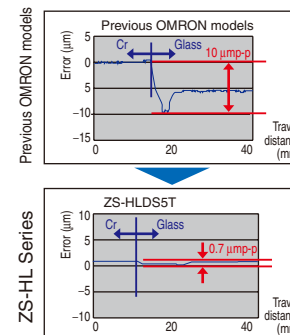 Previous OMRON models
Previous OMRON models
Error (μm)
5
0
−5
−10
−15
Cr
Glass
10 μmp-p
0
20
40
Trav
distan
(m
ZS-HL Series
ZS-HLDS5T
Error (μm)
10
5
0
−5
−10
Cr
Glass
0.7 μmp-p
0
20
40
Trav
distan
(m